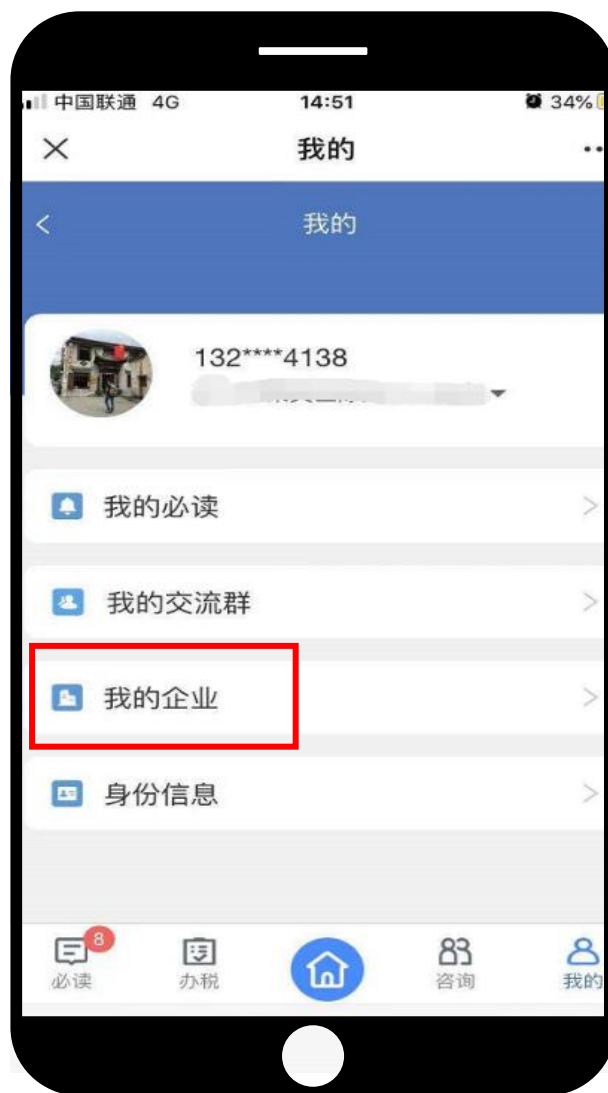 中国联通 4G 14:51 34%
我的
我的
132****4138
我的必读
我的交流群
我的企业
身份信息
8
必读 办税 咨询 我的